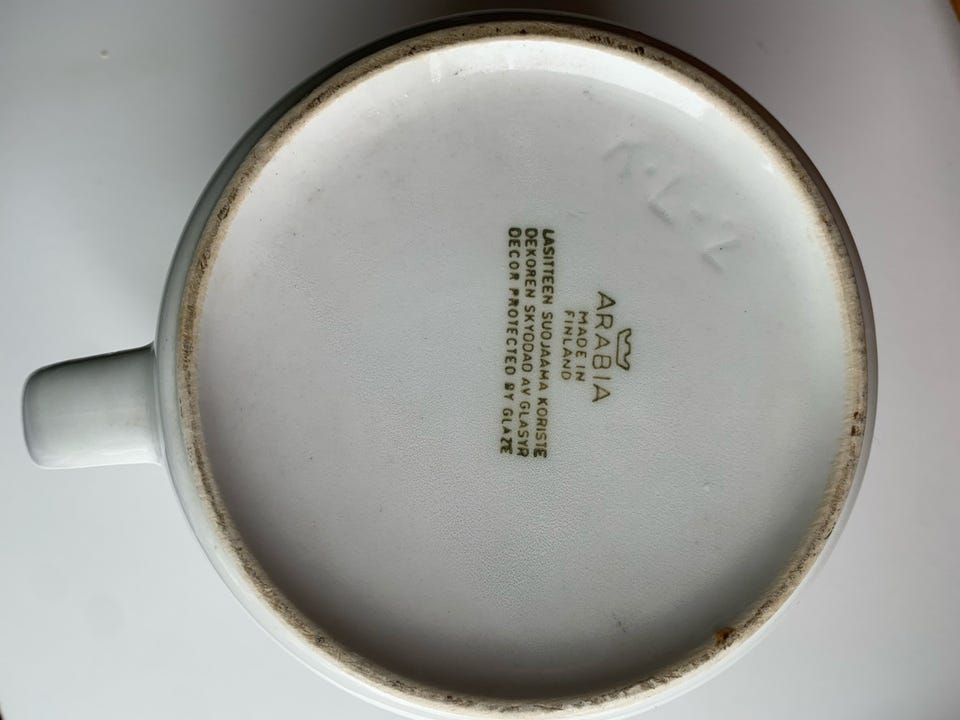 ARABIA
MADE IN
FINLAND
LASITTEEN SUOJAAMA KORISTE
DEKOREN SKYDDAD AV GLASYR
DECOR PROTECTED BY GLAZE